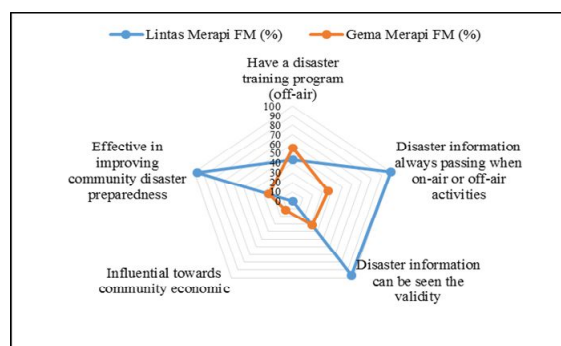 Lintas Merapi FM (%) Gema Merapi FM (%)
Have a disaster
training program
(off-air)
100
90
80
70
60
50
40
30
20
10
0
Effective in
improving
community disaster
preparedness
Disaster information
always passing when
on-air or off-air
activities
Influential towards
community economic
Disaster information
can be seen the
validity